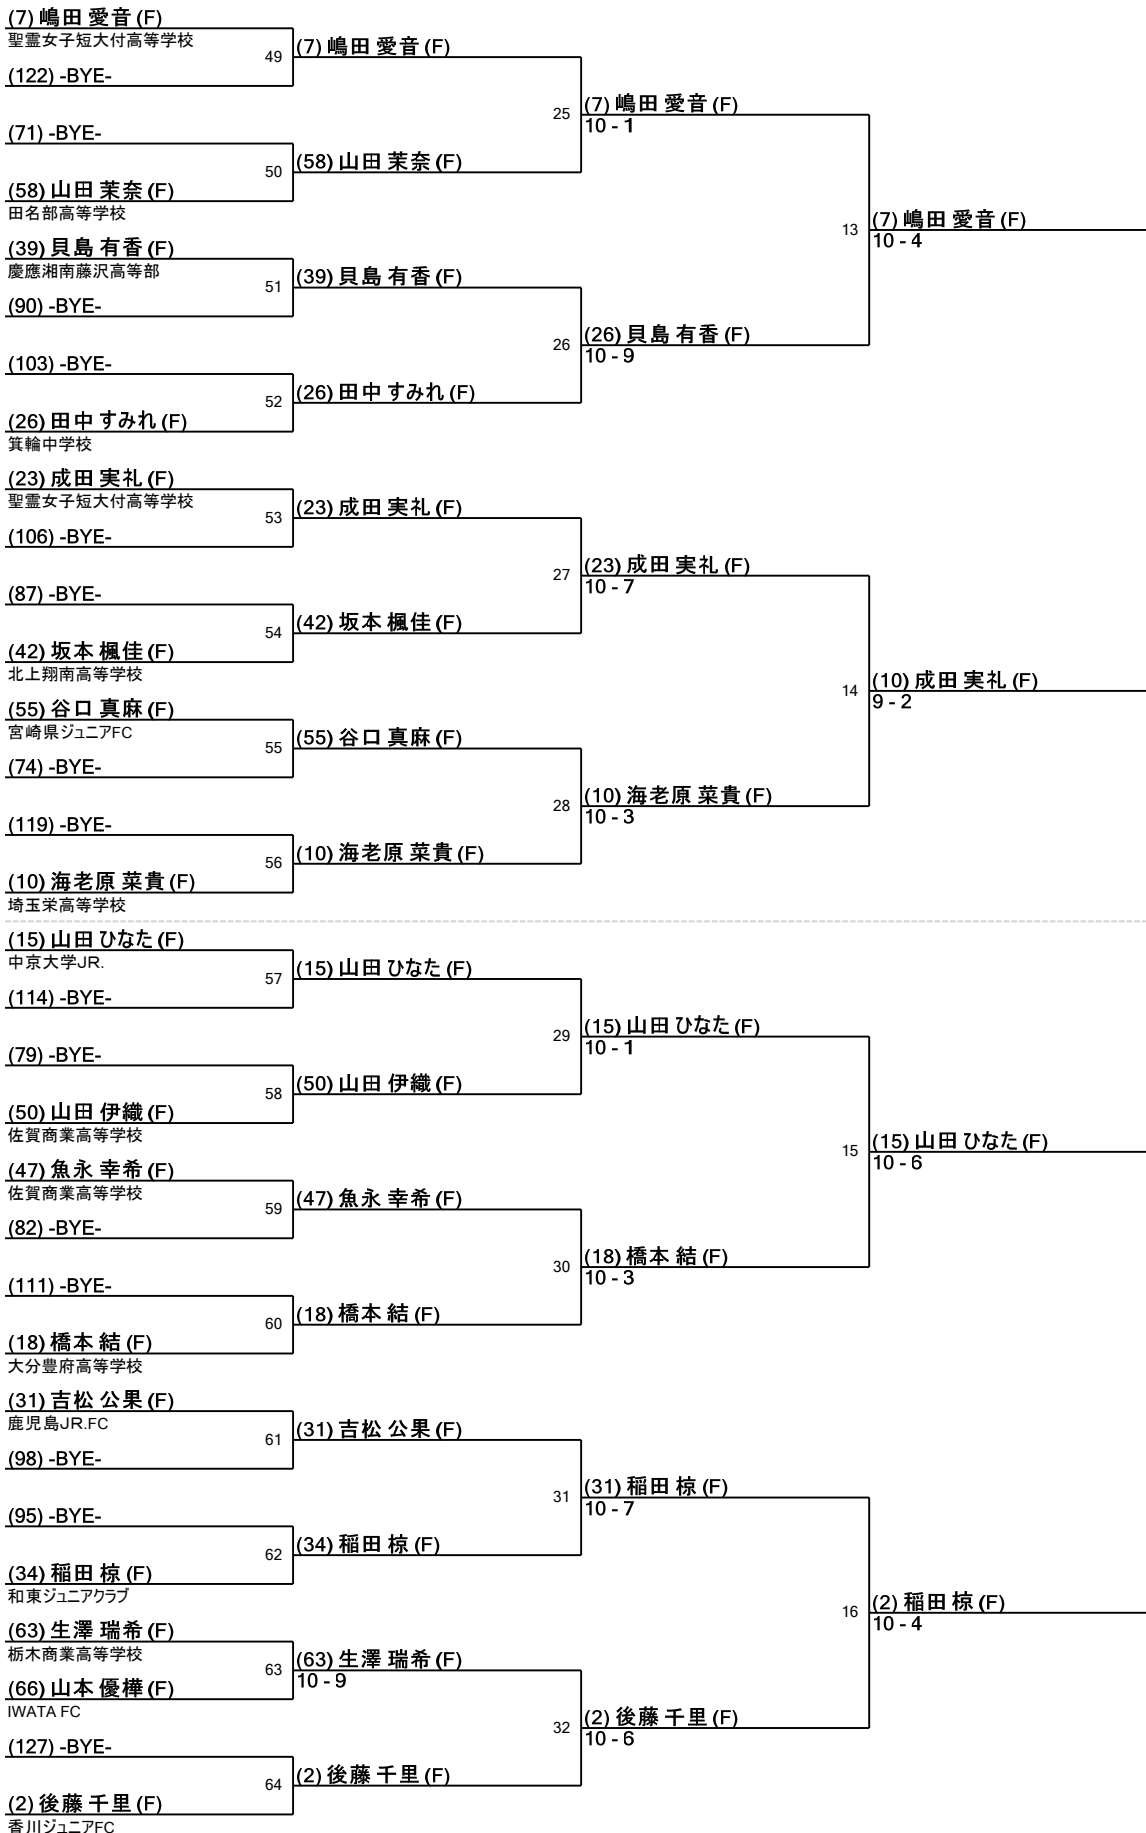 (7) 嶋田 愛音 (F)
聖霊女子短大付高等学校
49
(7) 嶋田 愛音 (F)
(122) -BYE-
25
(7) 嶋田 愛音 (F)
10 - 1
(71) -BYE-
50
(58) 山田 茉奈 (F)
(58) 山田 茉奈 (F)
田名部高等学校
13
(7) 嶋田 愛音 (F)
10 - 4
(39) 貝島 有香 (F)
慶應湘南藤沢高等部
51
(39) 貝島 有香 (F)
(90) -BYE-
26
(26) 貝島 有香 (F)
10 - 9
(103) -BYE-
52
(26) 田中 すみれ (F)
(26) 田中 すみれ (F)
箕輪中学校
(23) 成田 実礼 (F)
聖霊女子短大付高等学校
53
(23) 成田 実礼 (F)
(106) -BYE-
27
(23) 成田 実礼 (F)
10 - 7
(87) -BYE-
54
(42) 坂本 楓佳 (F)
(42) 坂本 楓佳 (F)
北上翔南高等学校
14
(10) 成田 実礼 (F)
9 - 2
(55) 谷口 真麻 (F)
宮崎県ジュニアFC
55
(55) 谷口 真麻 (F)
(74) -BYE-
28
(10) 海老原 菜貴 (F)
10 - 3
(119) -BYE-
56
(10) 海老原 菜貴 (F)
(10) 海老原 菜貴 (F)
埼玉栄高等学校
(15) 山田 ひなた (F)
中京大学JR.
57
(15) 山田 ひなた (F)
(114) -BYE-
29
(15) 山田 ひなた (F)
10 - 1
(79) -BYE-
58
(50) 山田 伊織 (F)
(50) 山田 伊織 (F)
佐賀商業高等学校
15
(15) 山田 ひなた (F)
10 - 6
(47) 魚永 幸希 (F)
佐賀商業高等学校
59
(47) 魚永 幸希 (F)
(82) -BYE-
30
(18) 橋本 結 (F)
10 - 3
(111) -BYE-
60
(18) 橋本 結 (F)
(18) 橋本 結 (F)
大分豊府高等学校
(31) 吉松 公果 (F)
鹿児島JR.FC
61
(31) 吉松 公果 (F)
(98) -BYE-
31
(31) 稲田 椋 (F)
10 - 7
(95) -BYE-
62
(34) 稲田 椋 (F)
(34) 稲田 椋 (F)
和東ジュニアクラブ
16
(2) 稲田 椋 (F)
10 - 4
(63) 生澤 瑞希 (F)
栃木商業高等学校
63
(63) 生澤 瑞希 (F)
10 - 9
(66) 山本 優樺 (F)
IWATA FC
32
(2) 後藤 千里 (F)
10 - 6
(127) -BYE-
64
(2) 後藤 千里 (F)
(2) 後藤 千里 (F)
香川ジュニアFC